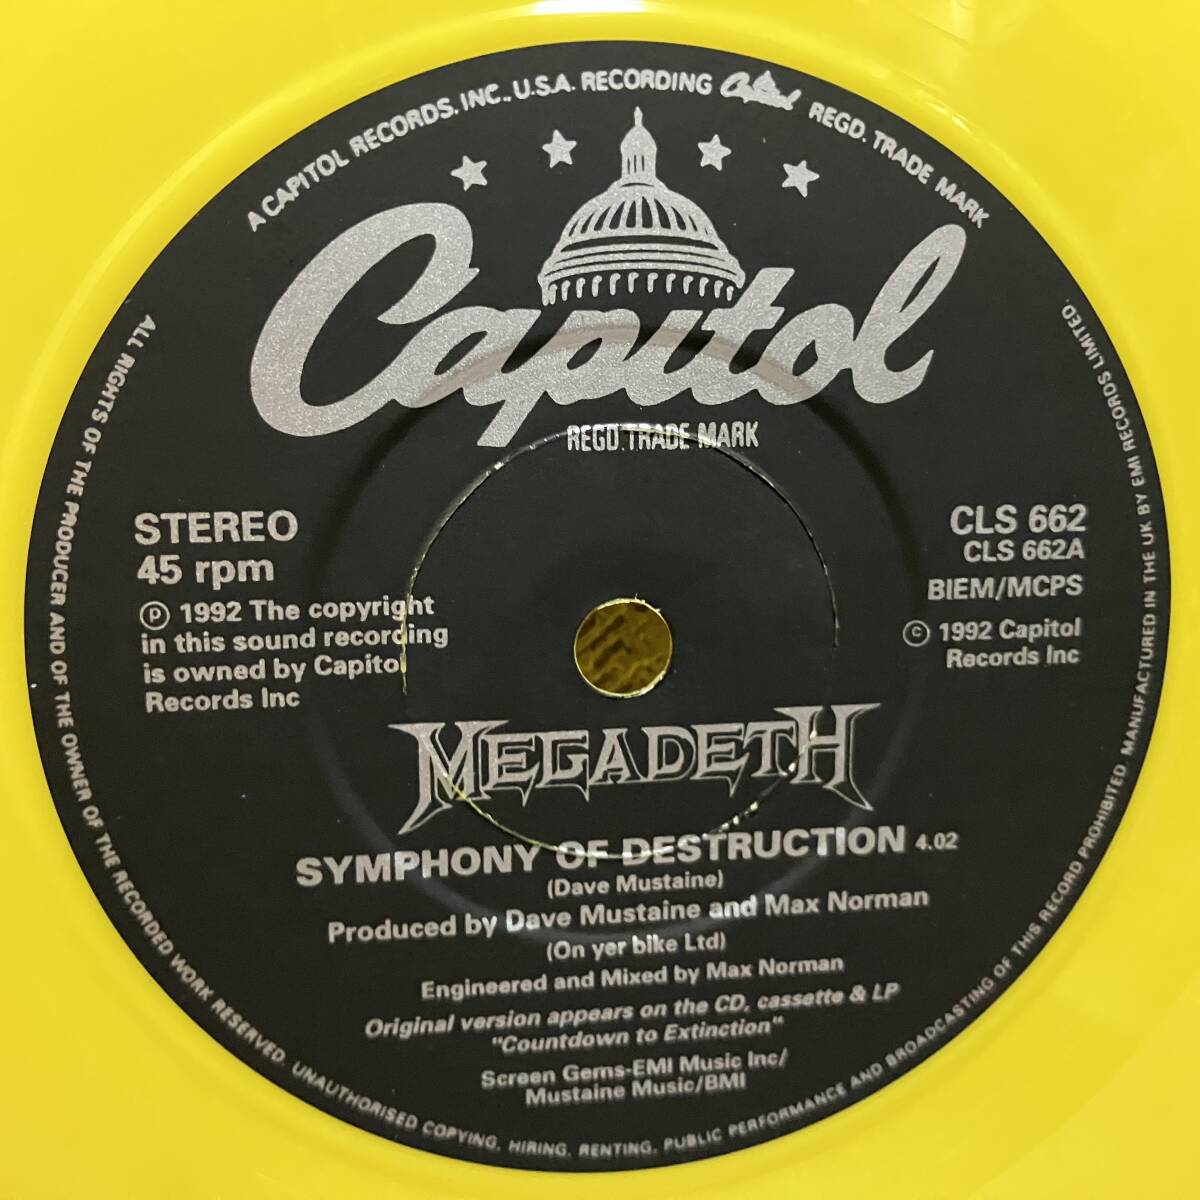 A CAPITOL RECORDS, INC., U.S.A. RECORDING Capitol REGD. TRADE MARK
Capitol
REGD. TRADE MARK
STEREO
45 rpm
Ⓟ 1992 The copyright
in this sound recording
is owned by Capitol
Records Inc
CLS 662
CLS 662A
BIEM/MCPS
© 1992 Capitol
Records Inc
MEGADETH
SYMPHONY OF DESTRUCTION 4.02
(Dave Mustaine)
Produced by Dave Mustaine and Max Norman
(On yer bike Ltd)
Engineered and Mixed by Max Norman
Original version appears on the CD, cassette & LP
"Countdown to Extinction"
Screen Gems-EMI Music Inc/
Mustaine Music/BMI
ALL RIGHTS OF THE PRODUCER AND OF THE OWNER OF THE RECORDED WORK RESERVED. UNAUTHORISED COPYING, HIRING, RENTING, PUBLIC PERFORMANCE AND BROADCASTING OF THIS RECORD PROHIBITED. MANUFACTURED IN THE UK BY EMI RECORDS LIMITED.